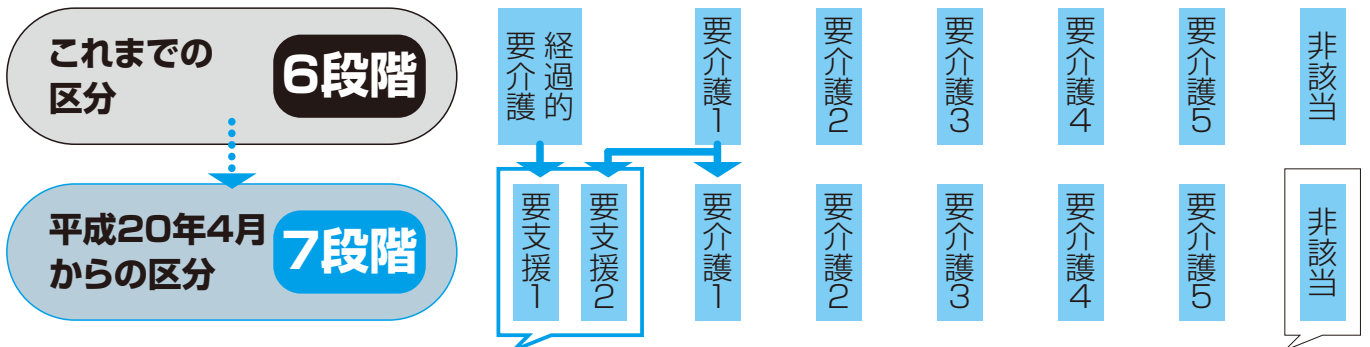 これまでの
区分
6段階
経過的
要介護
要介護1
要介護2
要介護3
要介護4
要介護5
非該当
平成20年4月
からの区分
7段階
要支援1
要支援2
要介護1
要介護2
要介護3
要介護4
要介護5
非該当